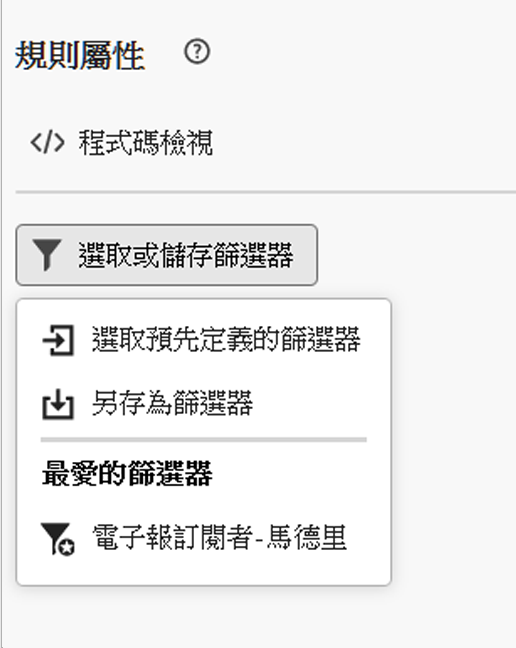 規則屬性
程式碼檢視
選取或儲存篩選器
選取預先定義的篩選器
另存為篩選器
最愛的篩選器
電子報訂閱者-馬德里